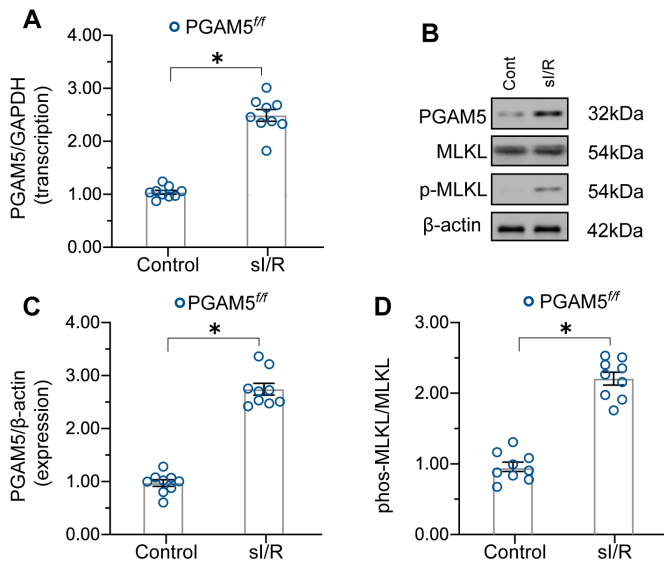 A
PGAM5f/f
*
PGAM5/GAPDH
(transcription)
4.00
3.00
2.00
1.00
0.00
Control
sI/R
B
Cont
sI/R
PGAM5
32kDa
MLKL
54kDa
p-MLKL
54kDa
β-actin
42kDa
C
PGAM5f/f
*
PGAM5/β-actin
(expression)
4.00
3.00
2.00
1.00
0.00
Control
sI/R
D
PGAM5f/f
*
phos-MLKL/MLKL
3.00
2.00
1.00
0.00
Control
sI/R